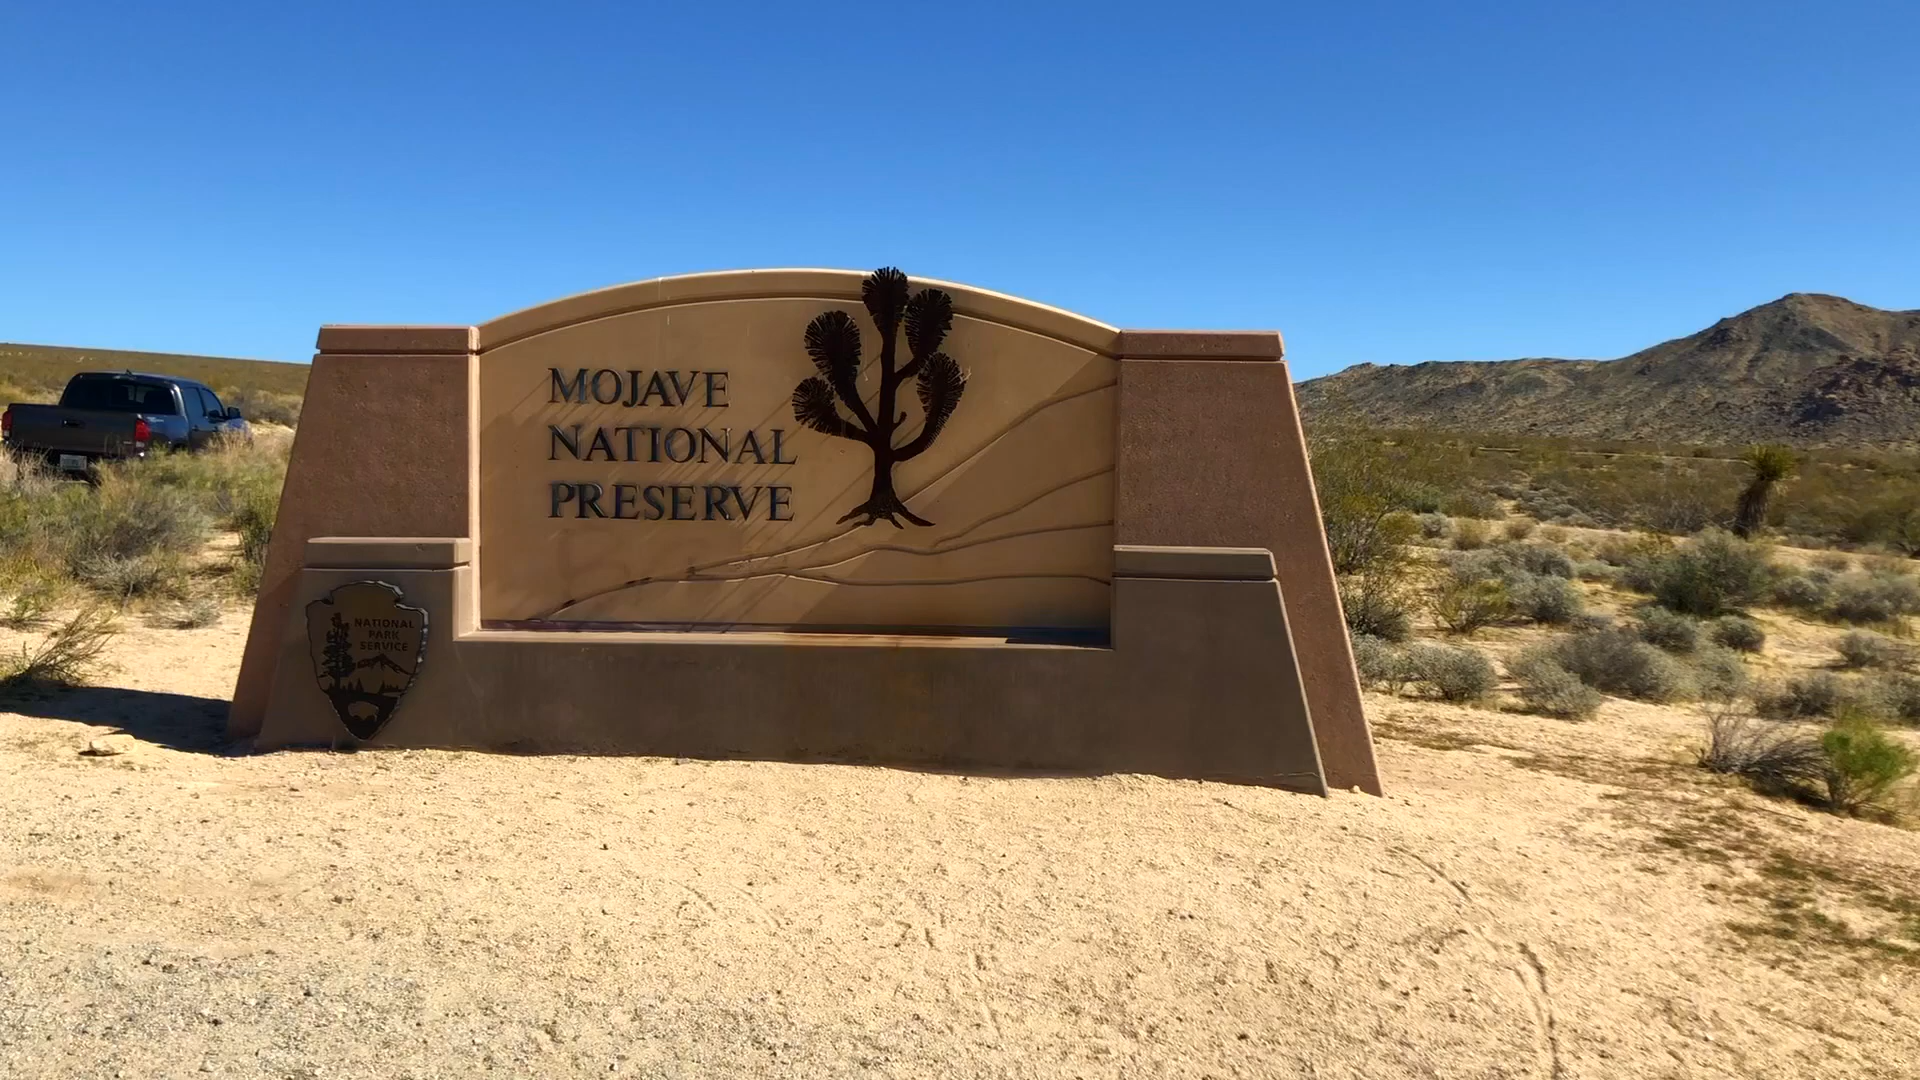 MOJAVE
NATIONAL
PRESERVE
NATIONAL
PARK
SERVICE